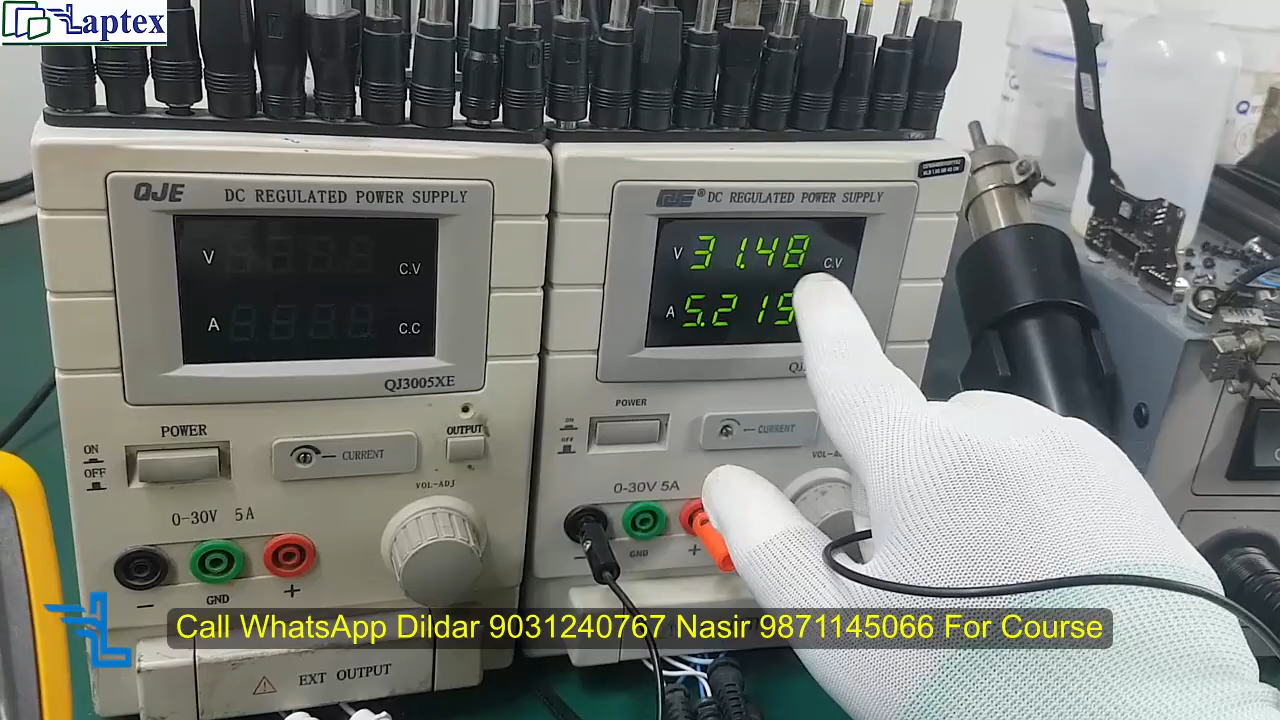 Laptex
QJE DC REGULATED POWER SUPPLY
V
C.V
A
C.C
QJ3005XE
POWER
ON
OFF
CURRENT
OUTPUT
VOL-ADJ
0-30V 5A
− GND +
EXT OUTPUT
QJE® DC REGULATED POWER SUPPLY
V 31.48 C.V
A 5.219
POWER
ON
OFF
CURRENT
0-30V 5A
− GND +
Call WhatsApp Dildar 9031240767 Nasir 9871145066 For Course